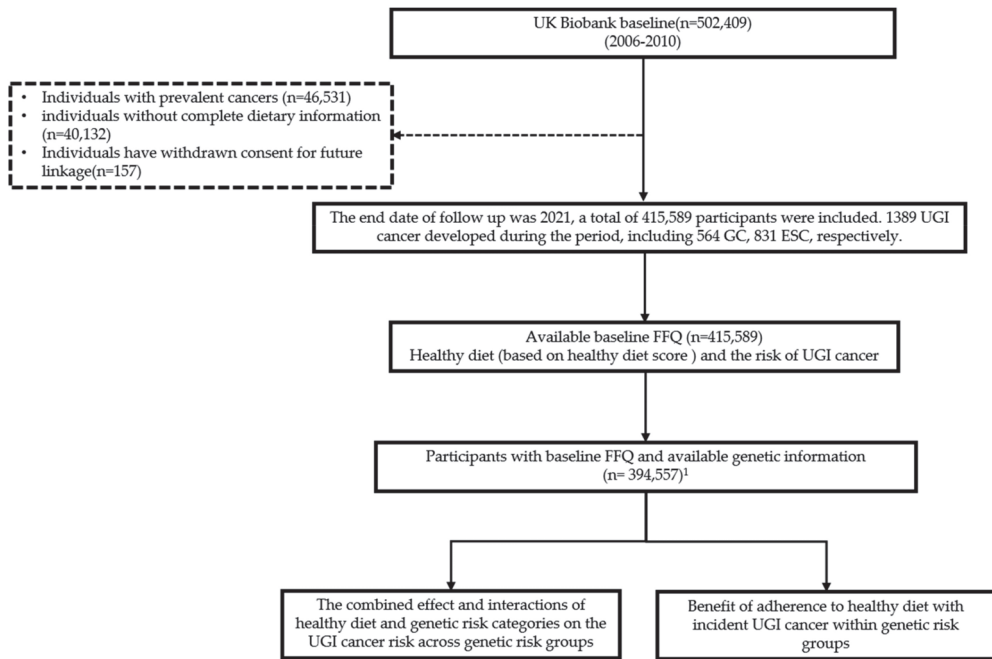 UK Biobank baseline(n=502,409)
(2006-2010)
• Individuals with prevalent cancers (n=46,531)
• individuals without complete dietary information
(n=40,132)
• Individuals have withdrawn consent for future
linkage(n=157)
The end date of follow up was 2021, a total of 415,589 participants were included. 1389 UGI
cancer developed during the period, including 564 GC, 831 ESC, respectively.
Available baseline FFQ (n=415,589)
Healthy diet (based on healthy diet score ) and the risk of UGI cancer
Participants with baseline FFQ and available genetic information
(n= 394,557)¹
The combined effect and interactions of
healthy diet and genetic risk categories on the
UGI cancer risk across genetic risk groups
Benefit of adherence to healthy diet with
incident UGI cancer within genetic risk
groups